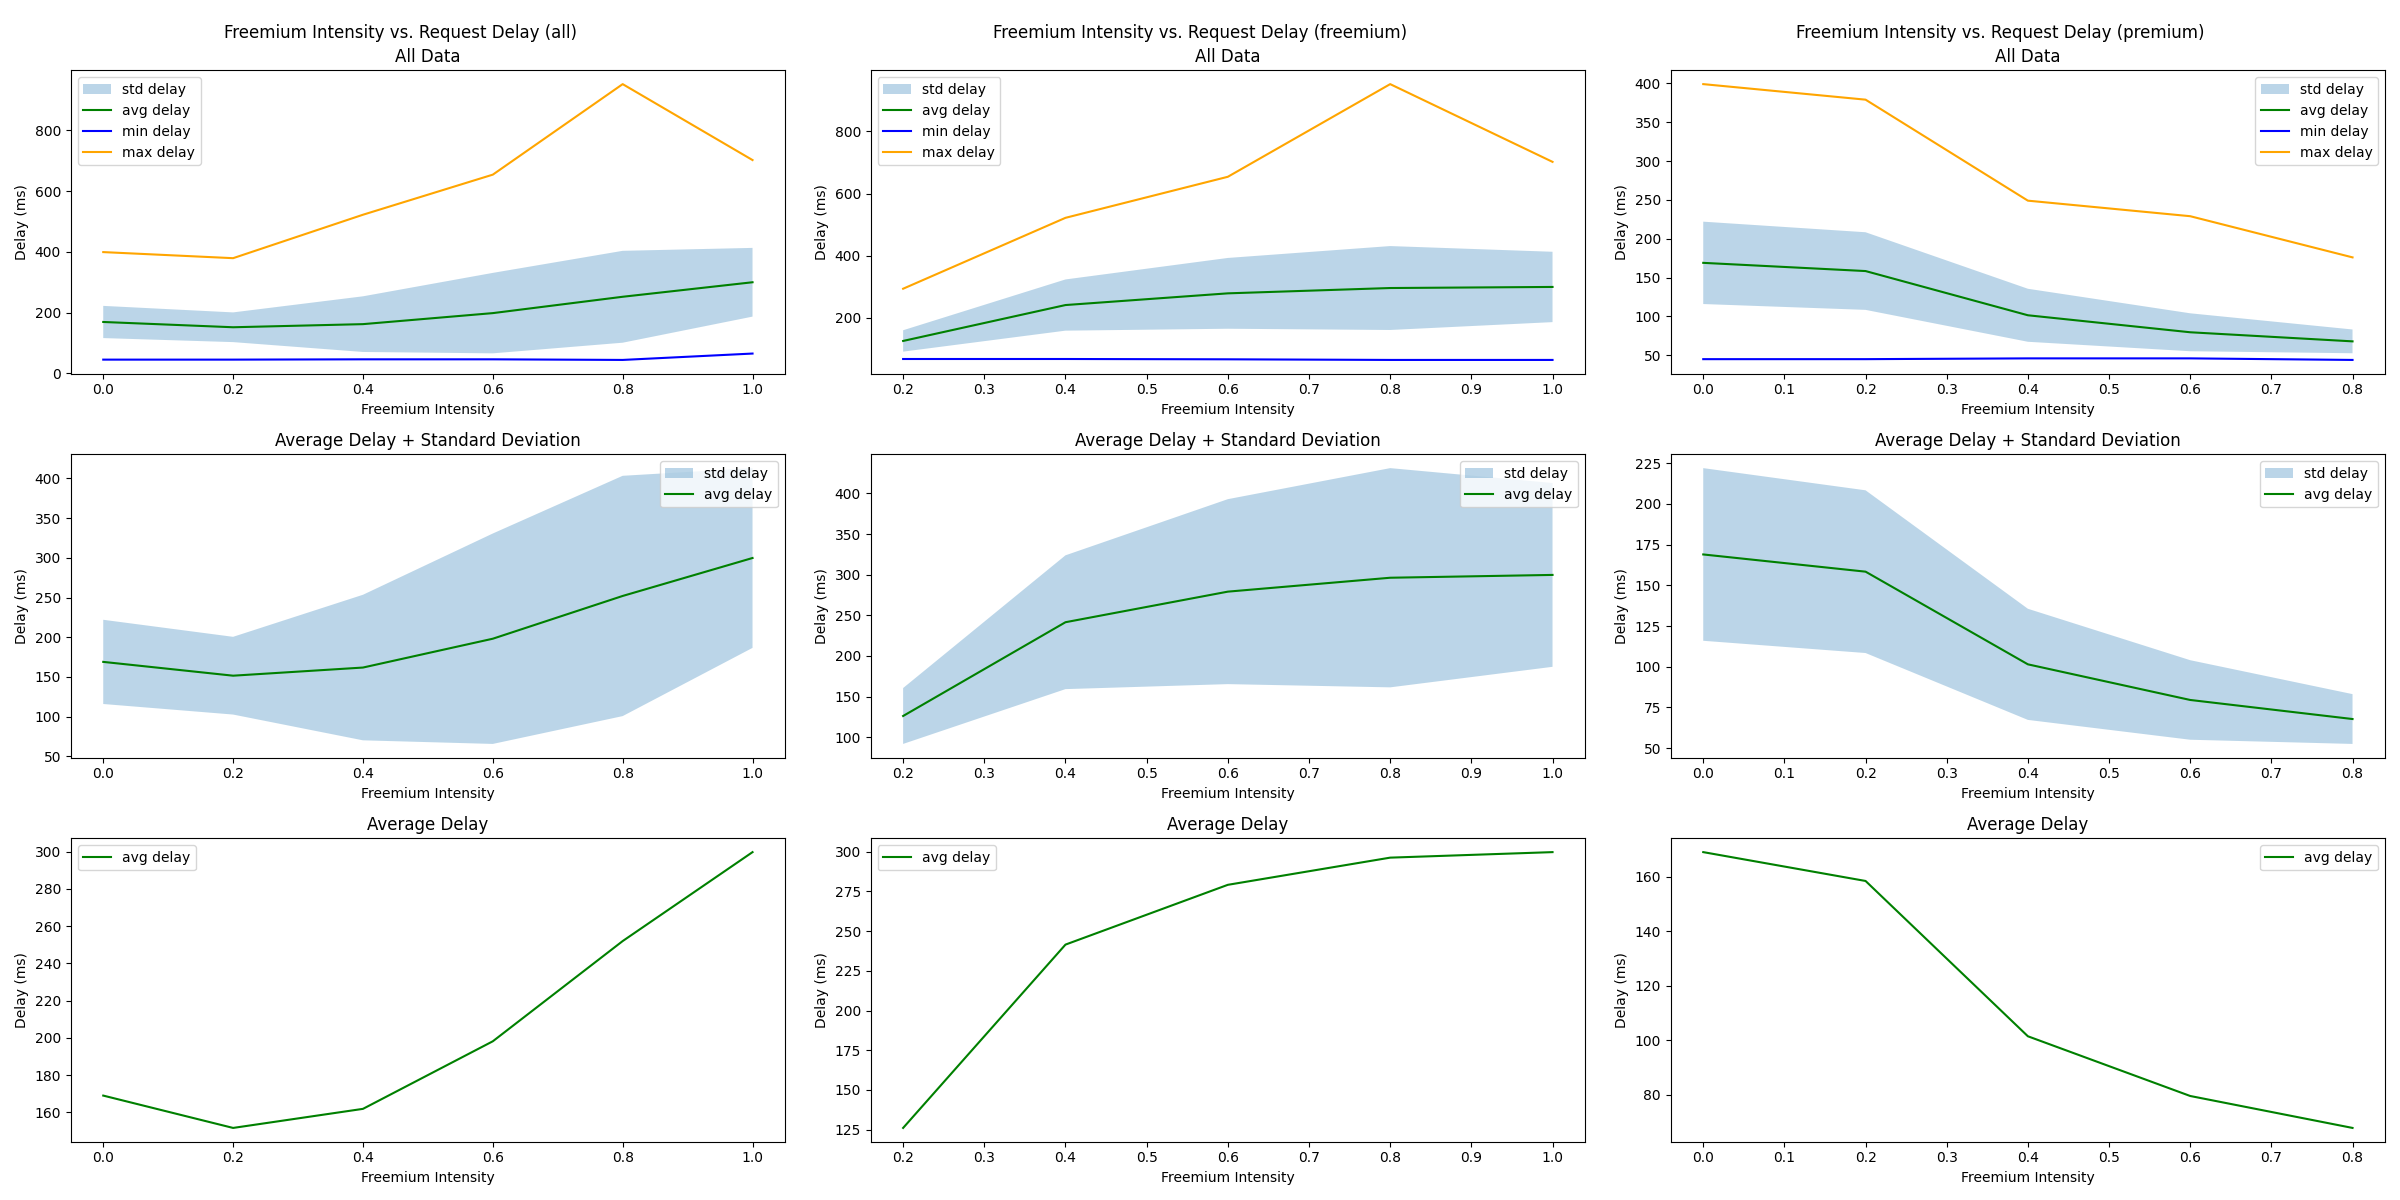 Freemium Intensity vs. Request Delay (all)
All Data
std delay
avg delay
min delay
max delay
Delay (ms)
800
600
400
200
0
0.0 0.2 0.4 0.6 0.8 1.0
Freemium Intensity
Freemium Intensity vs. Request Delay (freemium)
All Data
std delay
avg delay
min delay
max delay
Delay (ms)
800
600
400
200
0.2 0.3 0.4 0.5 0.6 0.7 0.8 0.9 1.0
Freemium Intensity
Freemium Intensity vs. Request Delay (premium)
All Data
std delay
avg delay
min delay
max delay
Delay (ms)
400
350
300
250
200
150
100
50
0.0 0.1 0.2 0.3 0.4 0.5 0.6 0.7 0.8
Freemium Intensity
Average Delay + Standard Deviation
std delay
avg delay
Delay (ms)
400
350
300
250
200
150
100
50
0.0 0.2 0.4 0.6 0.8 1.0
Freemium Intensity
Average Delay + Standard Deviation
std delay
avg delay
Delay (ms)
400
350
300
250
200
150
100
0.2 0.3 0.4 0.5 0.6 0.7 0.8 0.9 1.0
Freemium Intensity
Average Delay + Standard Deviation
std delay
avg delay
Delay (ms)
225
200
175
150
125
100
75
50
0.0 0.1 0.2 0.3 0.4 0.5 0.6 0.7 0.8
Freemium Intensity
Average Delay
avg delay
Delay (ms)
300
280
260
240
220
200
180
160
0.0 0.2 0.4 0.6 0.8 1.0
Freemium Intensity
Average Delay
avg delay
Delay (ms)
300
275
250
225
200
175
150
125
0.2 0.3 0.4 0.5 0.6 0.7 0.8 0.9 1.0
Freemium Intensity
Average Delay
avg delay
Delay (ms)
160
140
120
100
80
0.0 0.1 0.2 0.3 0.4 0.5 0.6 0.7 0.8
Freemium Intensity